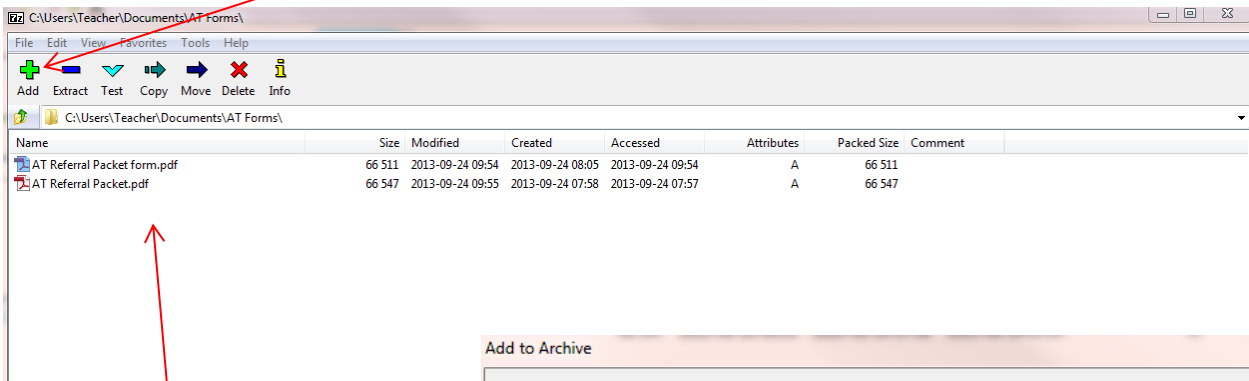 7z C:\Users\Teacher\Documents\AT Forms\
File Edit View Favorites Tools Help
Add Extract Test Copy Move Delete Info
C:\Users\Teacher\Documents\AT Forms\
Name Size Modified Created Accessed Attributes Packed Size Comment
AT Referral Packet form.pdf 66 511 2013-09-24 09:54 2013-09-24 08:05 2013-09-24 09:54 A 66 511
AT Referral Packet.pdf 66 547 2013-09-24 09:55 2013-09-24 07:58 2013-09-24 07:57 A 66 547
Add to Archive